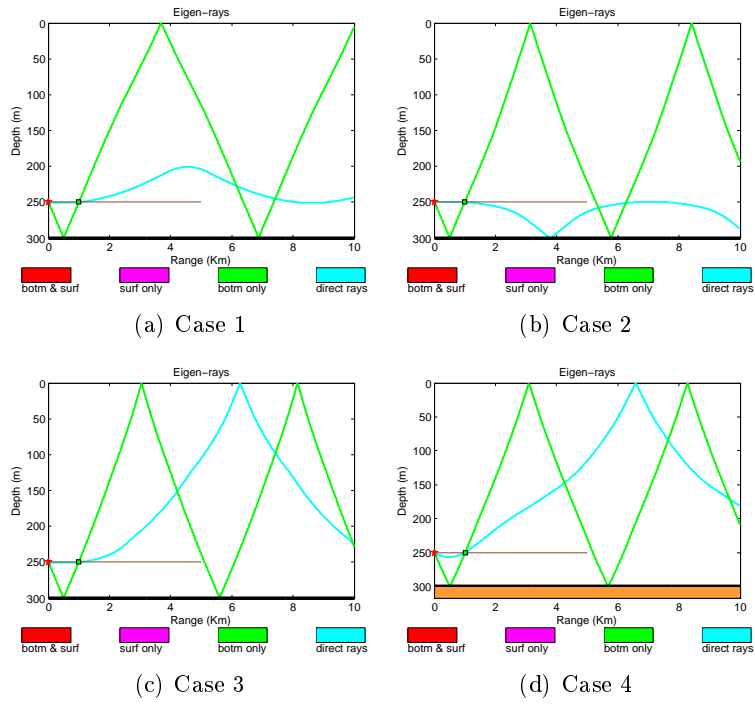 Eigen−rays
Depth (m)
0
50
100
150
200
250
300
0 2 4 6 8 10
Range (Km)
botm & surf surf only botm only direct rays
(a) Case 1
Eigen−rays
Depth (m)
0
50
100
150
200
250
300
0 2 4 6 8 10
Range (Km)
botm & surf surf only botm only direct rays
(b) Case 2
Eigen−rays
Depth (m)
0
50
100
150
200
250
300
0 2 4 6 8 10
Range (Km)
botm & surf surf only botm only direct rays
(c) Case 3
Eigen−rays
Depth (m)
0
50
100
150
200
250
300
0 2 4 6 8 10
Range (Km)
botm & surf surf only botm only direct rays
(d) Case 4